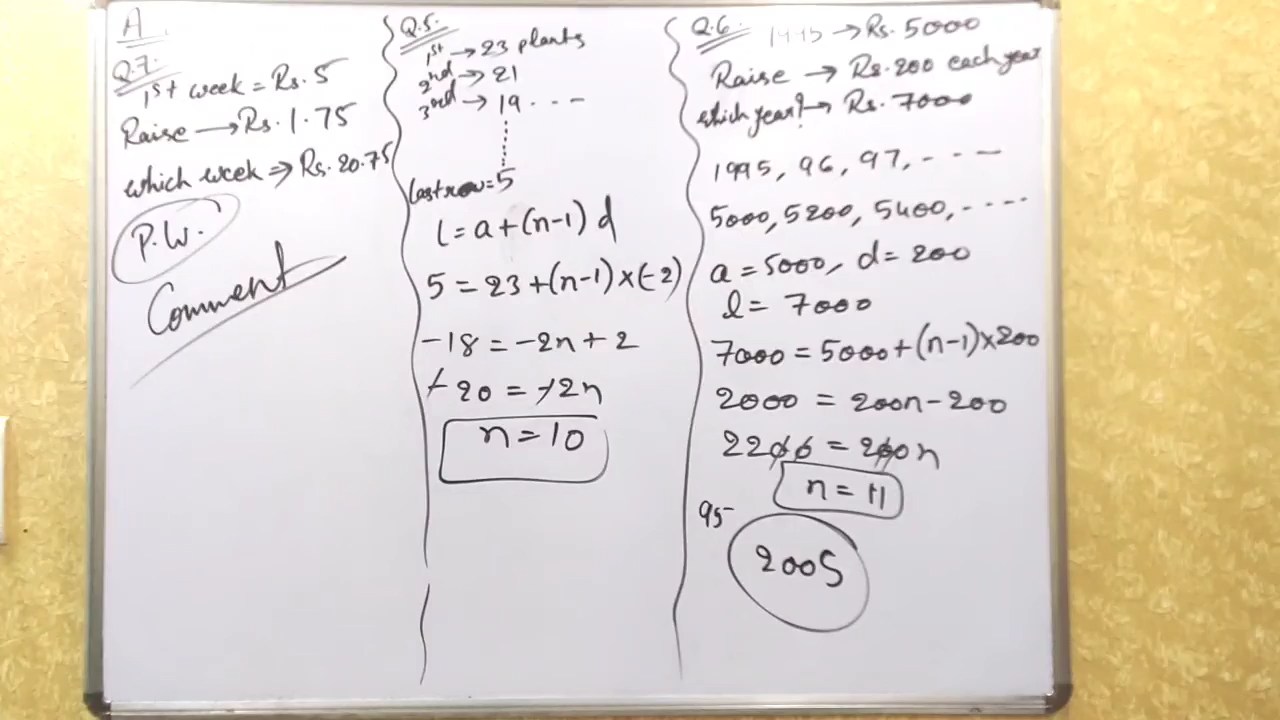 A
Q.7.
1st week = Rs. 5
Raise → Rs. 1.75
which week ⇒ Rs. 20.75
P.W.
Comment
Q.5.
1st → 23 plants
2nd → 21
3rd → 19 - - -
last row = 5
l = a + (n-1) d
5 = 23 + (n-1) × (-2)
-18 = -2n + 2
-20 = -2n
n = 10
Q.6. 1995 → Rs. 5000
Raise → Rs. 200 each year
which year? → Rs. 7000
1995, 96, 97, - - -
5000, 5200, 5400, - - - -
a = 5000, d = 200
l = 7000
7000 = 5000 + (n-1) × 200
2000 = 200n - 200
2200 = 200n
n = 11
95
2005